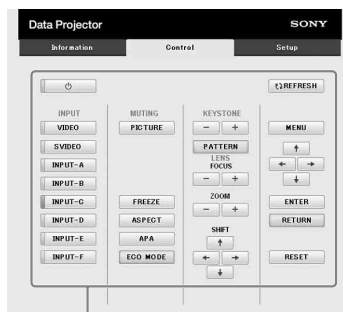 Data Projector SONY
Information Control Setup
REFRESH
INPUT MUTING KEYSTONE
VIDEO PICTURE - + MENU
SVIDEO PATTERN
LENS
INPUT-A FOCUS
INPUT-B - +
INPUT-C FREEZE ZOOM ENTER
- +
INPUT-D ASPECT RETURN
SHIFT
INPUT-E APA
INPUT-F ECO MODE RESET